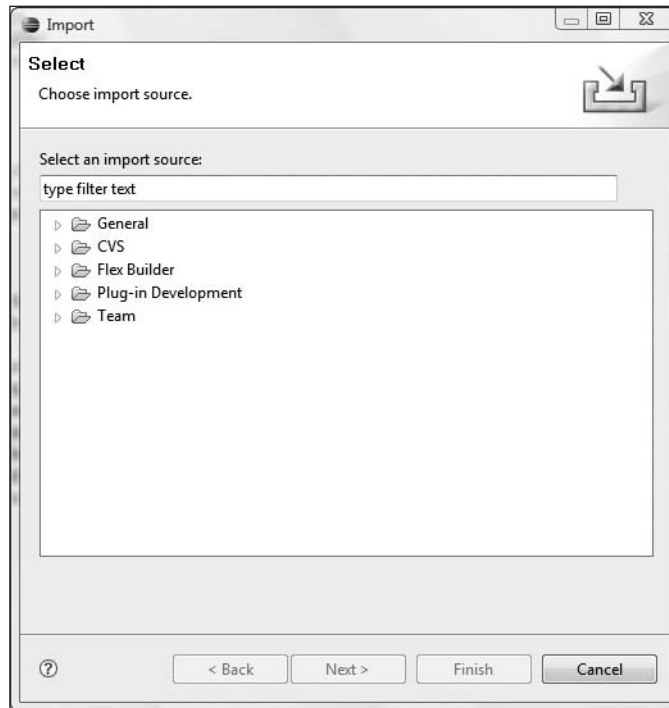 Import
Select
Choose import source.
Select an import source:
type filter text
General
CVS
Flex Builder
Plug-in Development
Team
?
< Back Next > Finish Cancel